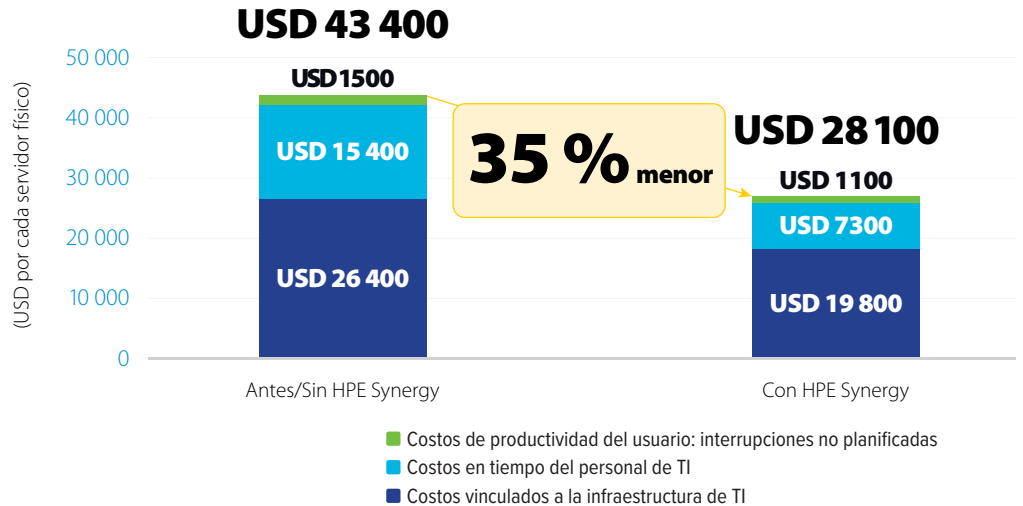 USD 43 400
(USD por cada servidor físico)
50 000
40 000
30 000
20 000
10 000
0
USD 1500
USD 15 400
USD 26 400
35 % menor
USD 28 100
USD 1100
USD 7300
USD 19 800
Antes/Sin HPE Synergy
Con HPE Synergy
Costos de productividad del usuario: interrupciones no planificadas
Costos en tiempo del personal de TI
Costos vinculados a la infraestructura de TI